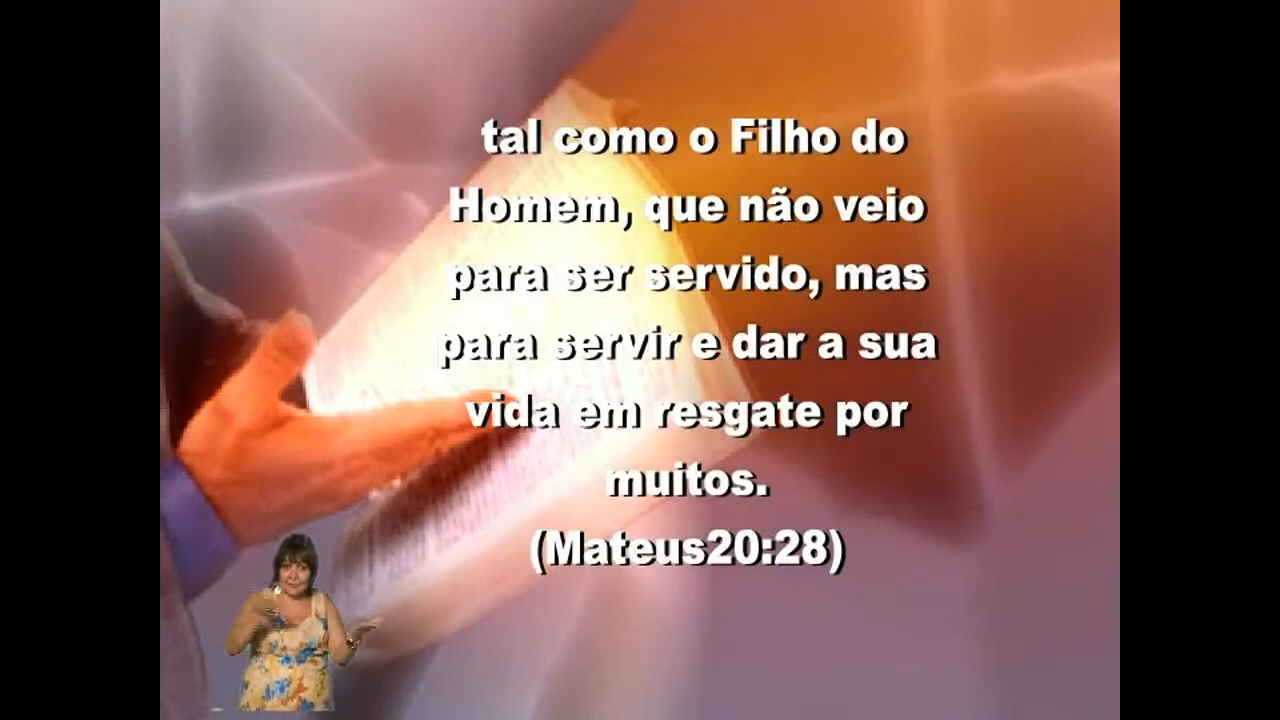 tal como o Filho do
Homem, que não veio
para ser servido, mas
para servir e dar a sua
vida em resgate por
muitos.
(Mateus20:28)